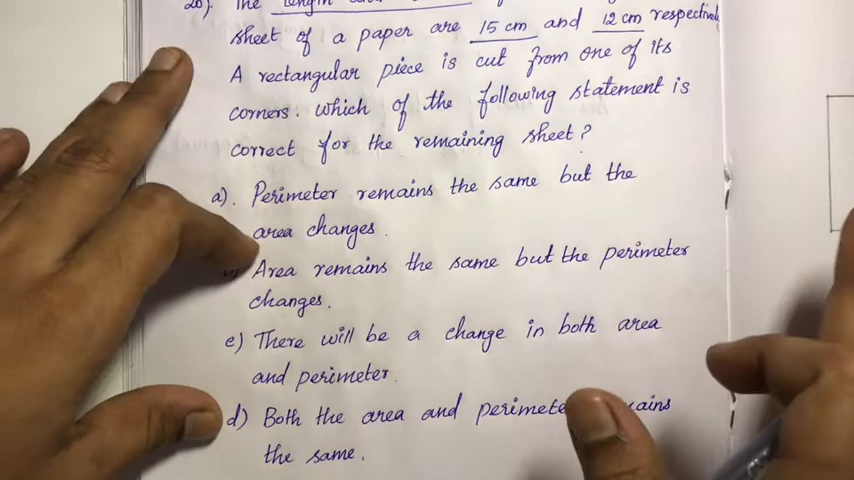 20). The
sheet of a paper are 15 cm and 12 cm respectively
A rectangular piece is cut from one of its
corners. which of the following statement is
correct for the remaining sheet?
a). Perimeter remains the same but the
area changes.
Area remains the same but the perimeter
changes.
c) There will be a change in both area
and perimeter.
d) Both the area and
the same.